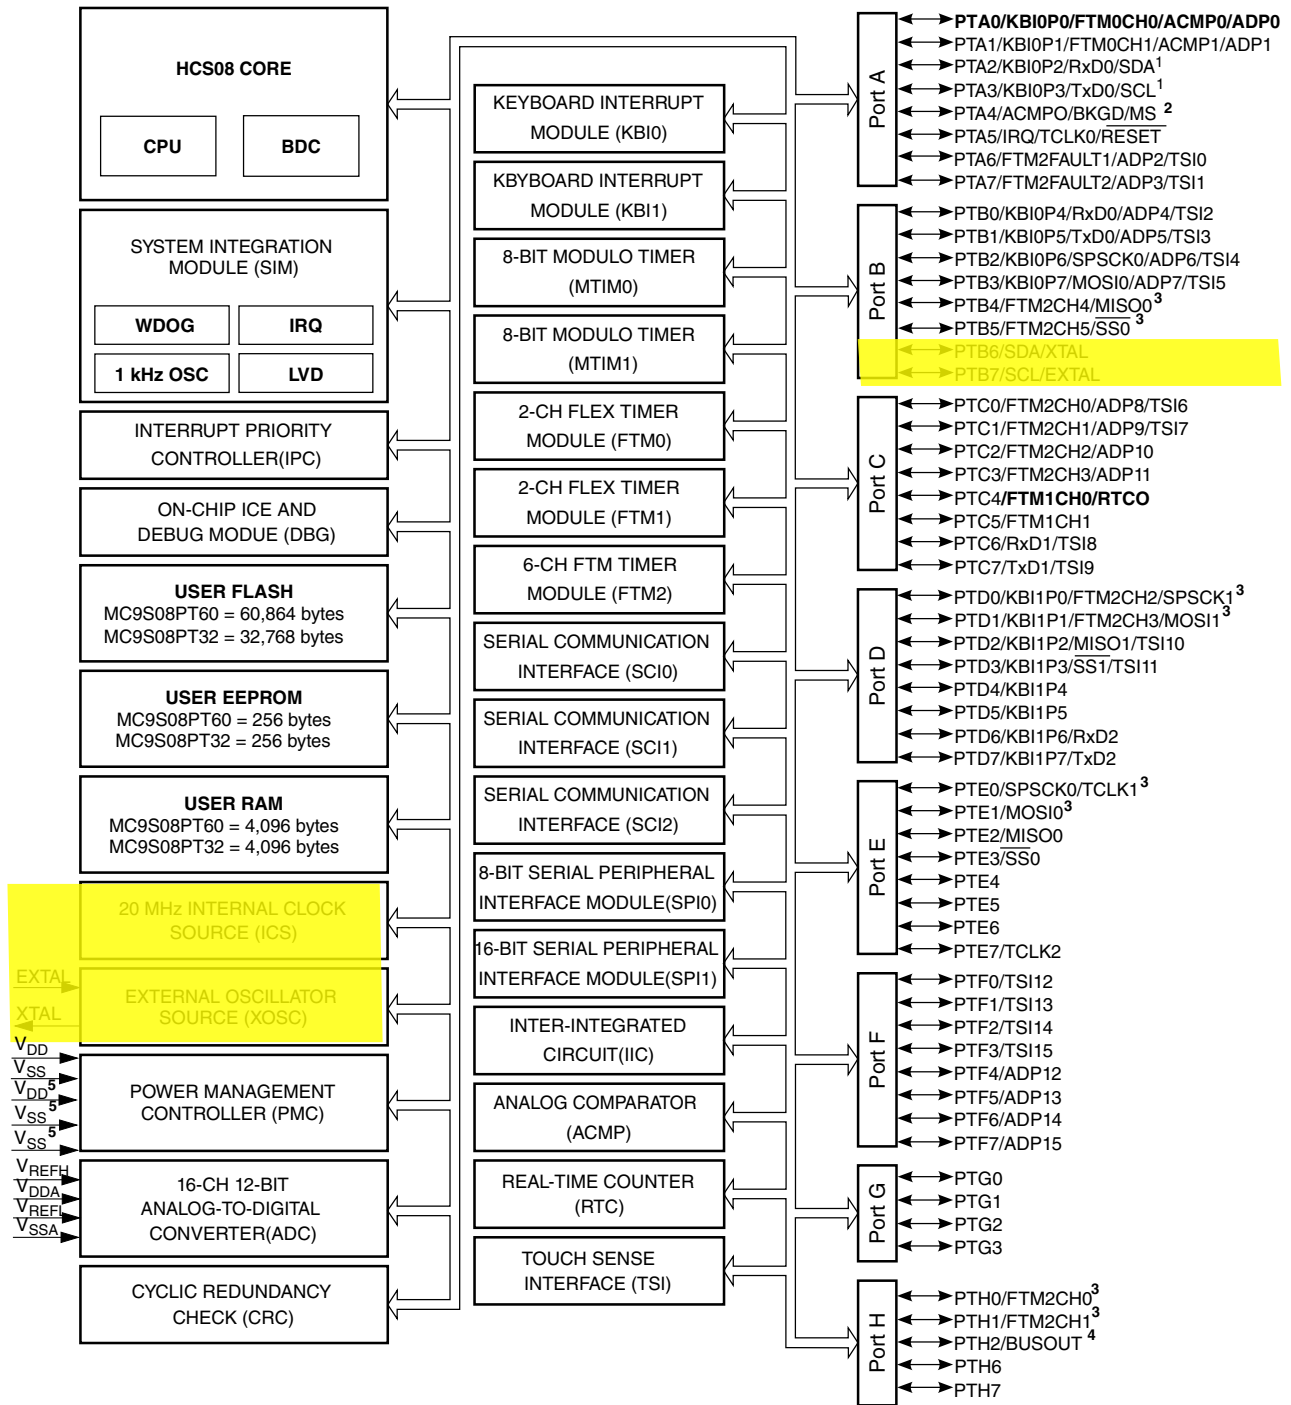 HCS08 CORE
CPU
BDC
SYSTEM INTEGRATION
MODULE (SIM)
WDOG
IRQ
1 kHz OSC
LVD
INTERRUPT PRIORITY
CONTROLLER(IPC)
ON-CHIP ICE AND
DEBUG MODUE (DBG)
USER FLASH
MC9S08PT60 = 60,864 bytes
MC9S08PT32 = 32,768 bytes
USER EEPROM
MC9S08PT60 = 256 bytes
MC9S08PT32 = 256 bytes
USER RAM
MC9S08PT60 = 4,096 bytes
MC9S08PT32 = 4,096 bytes
20 MHz INTERNAL CLOCK
SOURCE (ICS)
EXTAL
XTAL
EXTERNAL OSCILLATOR
SOURCE (XOSC)
VDD
VSS
VDD5
VSS5
VSS5
POWER MANAGEMENT
CONTROLLER (PMC)
VREFH
VDDA
VREFL
VSSA
16-CH 12-BIT
ANALOG-TO-DIGITAL
CONVERTER(ADC)
CYCLIC REDUNDANCY
CHECK (CRC)
KEYBOARD INTERRUPT
MODULE (KBI0)
KBYBOARD INTERRUPT
MODULE (KBI1)
8-BIT MODULO TIMER
(MTIM0)
8-BIT MODULO TIMER
(MTIM1)
2-CH FLEX TIMER
MODULE (FTM0)
2-CH FLEX TIMER
MODULE (FTM1)
6-CH FTM TIMER
MODULE (FTM2)
SERIAL COMMUNICATION
INTERFACE (SCI0)
SERIAL COMMUNICATION
INTERFACE (SCI1)
SERIAL COMMUNICATION
INTERFACE (SCI2)
8-BIT SERIAL PERIPHERAL
INTERFACE MODULE(SPI0)
16-BIT SERIAL PERIPHERAL
INTERFACE MODULE(SPI1)
INTER-INTEGRATED
CIRCUIT(IIC)
ANALOG COMPARATOR
(ACMP)
REAL-TIME COUNTER
(RTC)
TOUCH SENSE
INTERFACE (TSI)
Port A
PTA0/KBI0P0/FTM0CH0/ACMP0/ADP0
PTA1/KBI0P1/FTM0CH1/ACMP1/ADP1
PTA2/KBI0P2/RxD0/SDA1
PTA3/KBI0P3/TxD0/SCL1
PTA4/ACMPO/BKGD/MS 2
PTA5/IRQ/TCLK0/RESET
PTA6/FTM2FAULT1/ADP2/TSI0
PTA7/FTM2FAULT2/ADP3/TSI1
Port B
PTB0/KBI0P4/RxD0/ADP4/TSI2
PTB1/KBI0P5/TxD0/ADP5/TSI3
PTB2/KBI0P6/SPSCK0/ADP6/TSI4
PTB3/KBI0P7/MOSI0/ADP7/TSI5
PTB4/FTM2CH4/MISO03
PTB5/FTM2CH5/SS0 3
PTB6/SDA/XTAL
PTB7/SCL/EXTAL
Port C
PTC0/FTM2CH0/ADP8/TSI6
PTC1/FTM2CH1/ADP9/TSI7
PTC2/FTM2CH2/ADP10
PTC3/FTM2CH3/ADP11
PTC4/FTM1CH0/RTCO
PTC5/FTM1CH1
PTC6/RxD1/TSI8
PTC7/TxD1/TSI9
Port D
PTD0/KBI1P0/FTM2CH2/SPSCK13
PTD1/KBI1P1/FTM2CH3/MOSI13
PTD2/KBI1P2/MISO1/TSI10
PTD3/KBI1P3/SS1/TSI11
PTD4/KBI1P4
PTD5/KBI1P5
PTD6/KBI1P6/RxD2
PTD7/KBI1P7/TxD2
Port E
PTE0/SPSCK0/TCLK13
PTE1/MOSI03
PTE2/MISO0
PTE3/SS0
PTE4
PTE5
PTE6
PTE7/TCLK2
Port F
PTF0/TSI12
PTF1/TSI13
PTF2/TSI14
PTF3/TSI15
PTF4/ADP12
PTF5/ADP13
PTF6/ADP14
PTF7/ADP15
Port G
PTG0
PTG1
PTG2
PTG3
Port H
PTH0/FTM2CH03
PTH1/FTM2CH13
PTH2/BUSOUT 4
PTH6
PTH7